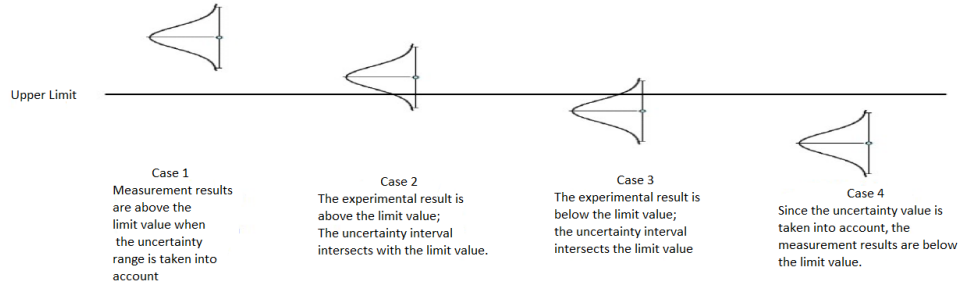 Upper Limit
Case 1
Measurement results
are above the
limit value when
the uncertainty
range is taken into
account
Case 2
The experimental result is
above the limit value;
The uncertainty interval
intersects with the limit value.
Case 3
The experimental result is
below the limit value;
the uncertainty interval
intersects the limit value
Case 4
Since the uncertainty value is
taken into account, the
measurement results are below
the limit value.